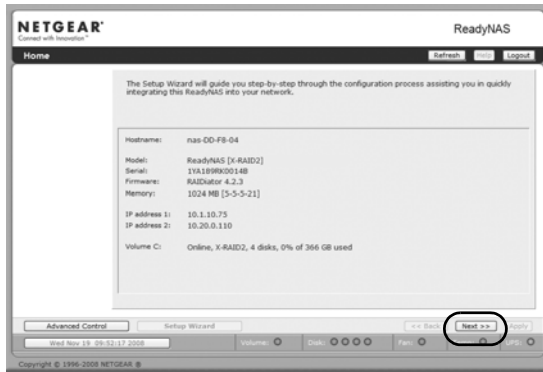 NETGEAR®
Connect with Innovation™
ReadyNAS
Home
Refresh Help Logout
The Setup Wizard will guide you step-by-step through the configuration process assisting you in quickly
integrating this ReadyNAS into your network.
Hostname: nas-DD-F8-04
Model: ReadyNAS [X-RAID2]
Serial: 1YA189RK0014B
Firmware: RAIDiator 4.2.3
Memory: 1024 MB [5-5-5-21]
IP address 1: 10.1.10.75
IP address 2: 10.20.0.110
Volume C: Online, X-RAID2, 4 disks, 0% of 366 GB used
Advanced Control Setup Wizard << Back Next >> Apply
Wed Nov 19 09:52:17 2008 Volume: Disk: Fan: UPS:
Copyright © 1996-2008 NETGEAR ®